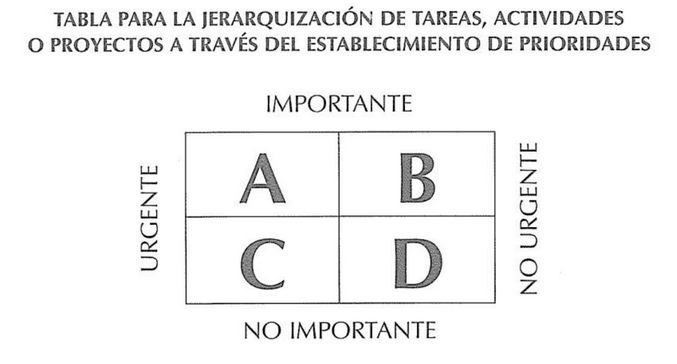 TABLA PARA LA JERARQUIZACIÓN DE TAREAS, ACTIVIDADES
O PROYECTOS A TRAVÉS DEL ESTABLECIMIENTO DE PRIORIDADES
IMPORTANTE
URGENTE
A B
NO URGENTE
C D
NO IMPORTANTE